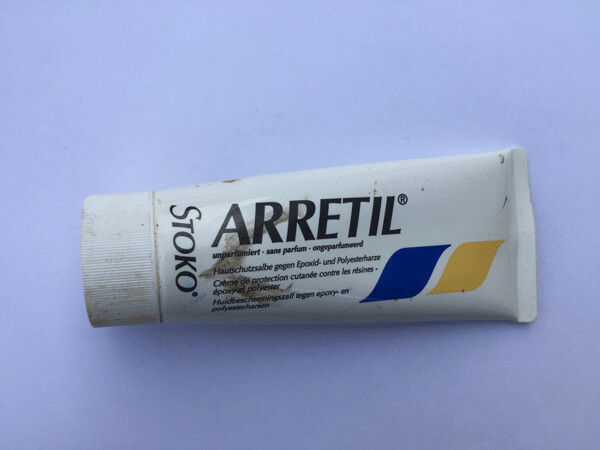 STOKO®
ARRETIL®
unparfümiert · sans parfum · ongeparfumeerd
Hautschutzsalbe gegen Epoxid- und Polyesterharze
Crème de protection cutanée contre les résines -
époxy et polyester
Huidbeschermingszalf tegen epoxy- en
polyesterharsen